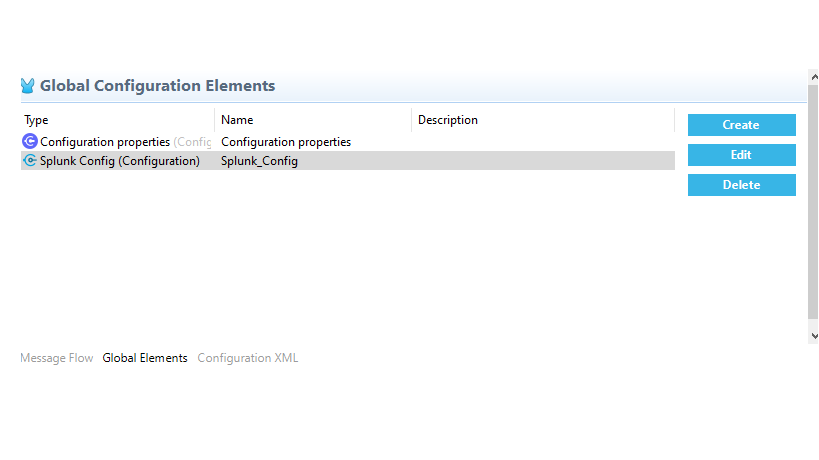 Global Configuration Elements
Type Name Description
Configuration properties (Config Configuration properties
Splunk Config (Configuration) Splunk_Config
Create
Edit
Delete
Message Flow Global Elements Configuration XML